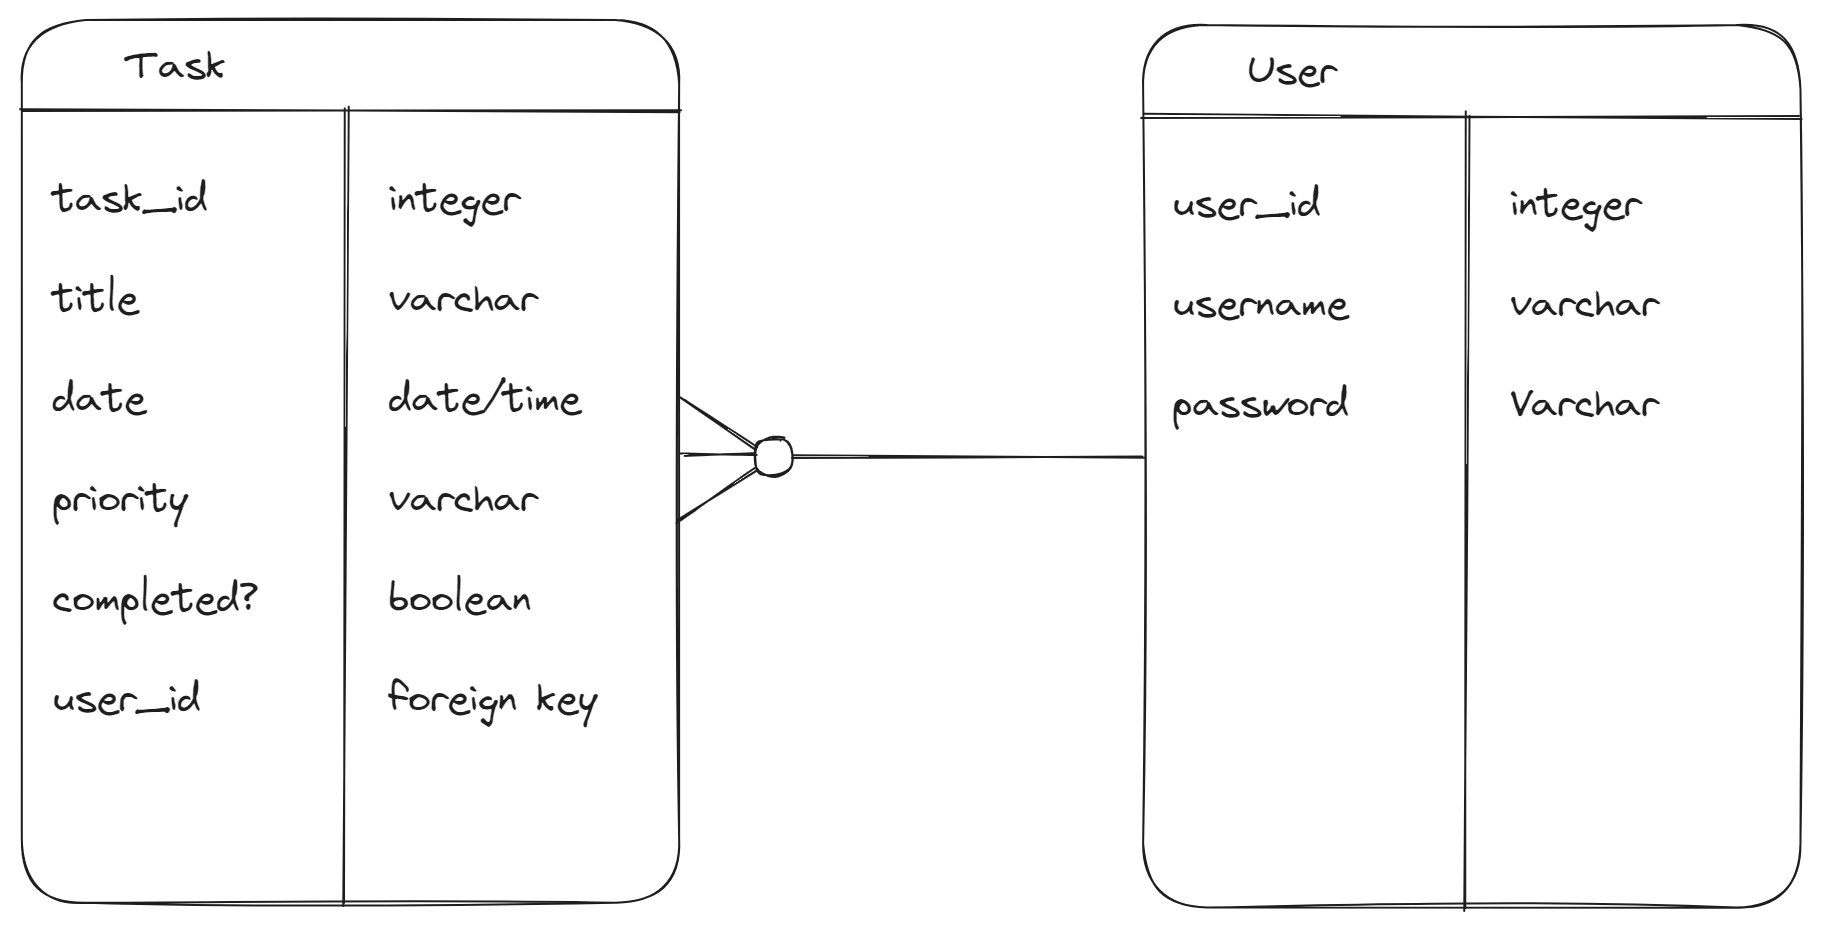 Task
task_id integer
title varchar
date date/time
priority varchar
completed? boolean
user_id foreign key
User
user_id integer
username varchar
password Varchar